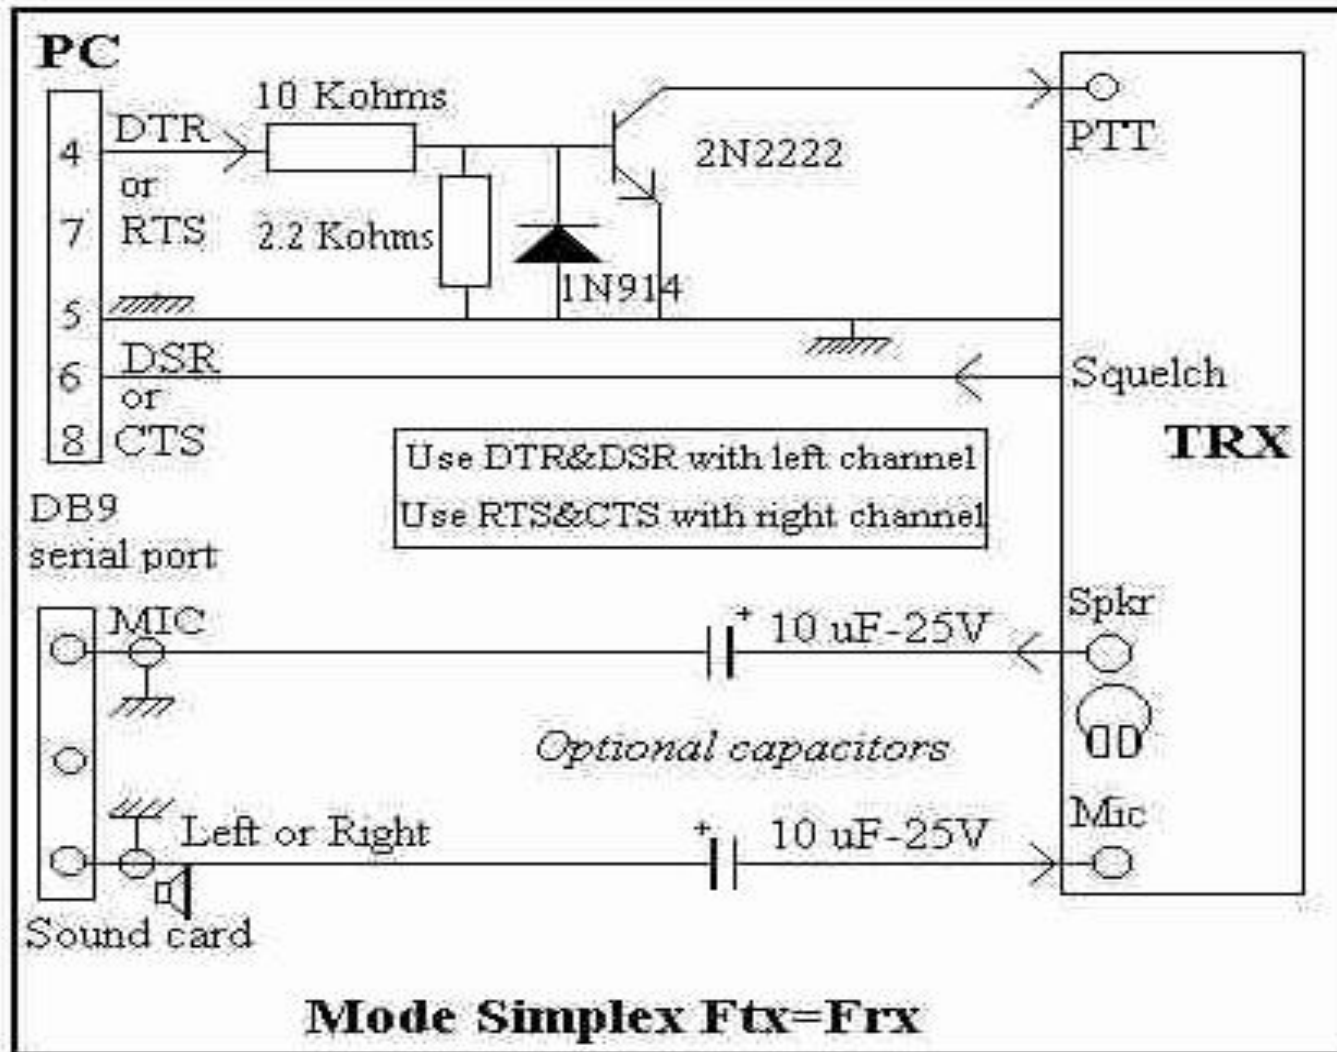 PC
10 Kohms
4
DTR
or
7
RTS
2.2 Kohms
1N914
2N2222
PTT
5
6
DSR
or
8
CTS
Squelch
TRX
Use DTR&DSR with left channel
Use RTS&CTS with right channel
DB9
serial port
MIC
+ 10 uF-25V
Spkr
Optional capacitors
Left or Right
+ 10 uF-25V
Mic
Sound card
Mode Simplex Ftx=Frx